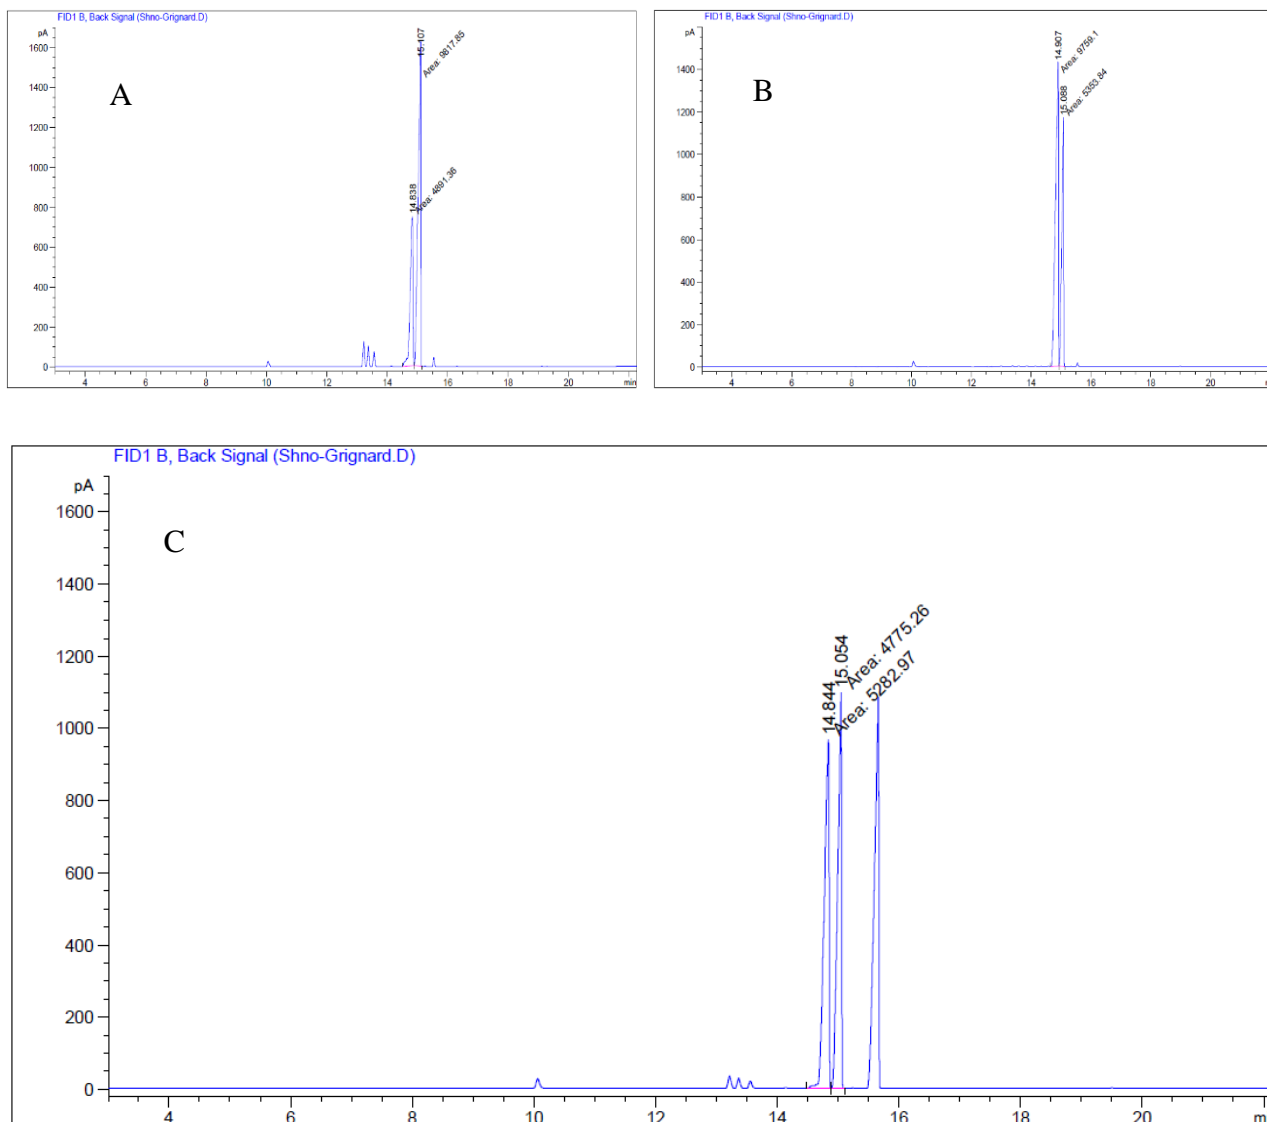 FID1 B, Back Signal (Shno-Grignard.D)
pA
1600
1400
1200
1000
800
600
400
200
0
A
15.107
Area: 9817.85
14.838
Area: 4891.36
4 6 8 10 12 14 16 18 20 min
FID1 B, Back Signal (Shno-Grignard.D)
pA
1400
1200
1000
800
600
400
200
0
B
14.907
Area: 9759.1
15.088
Area: 5353.84
4 6 8 10 12 14 16 18 20 m
FID1 B, Back Signal (Shno-Grignard.D)
pA
1600
1400
1200
1000
800
600
400
200
0
C
14.844
Area: 5282.97
15.054
Area: 4775.26
4 6 8 10 12 14 16 18 20 m